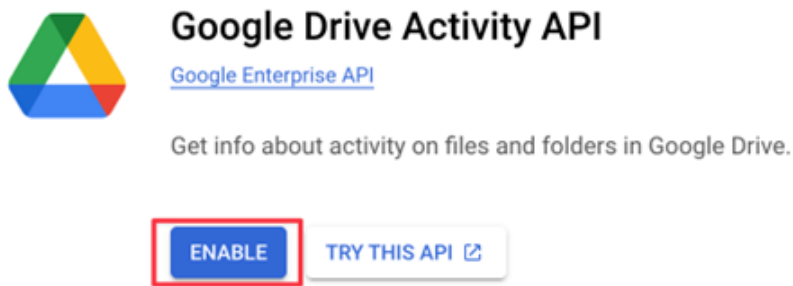 Google Drive Activity API
Google Enterprise API
Get info about activity on files and folders in Google Drive.
ENABLE
TRY THIS API